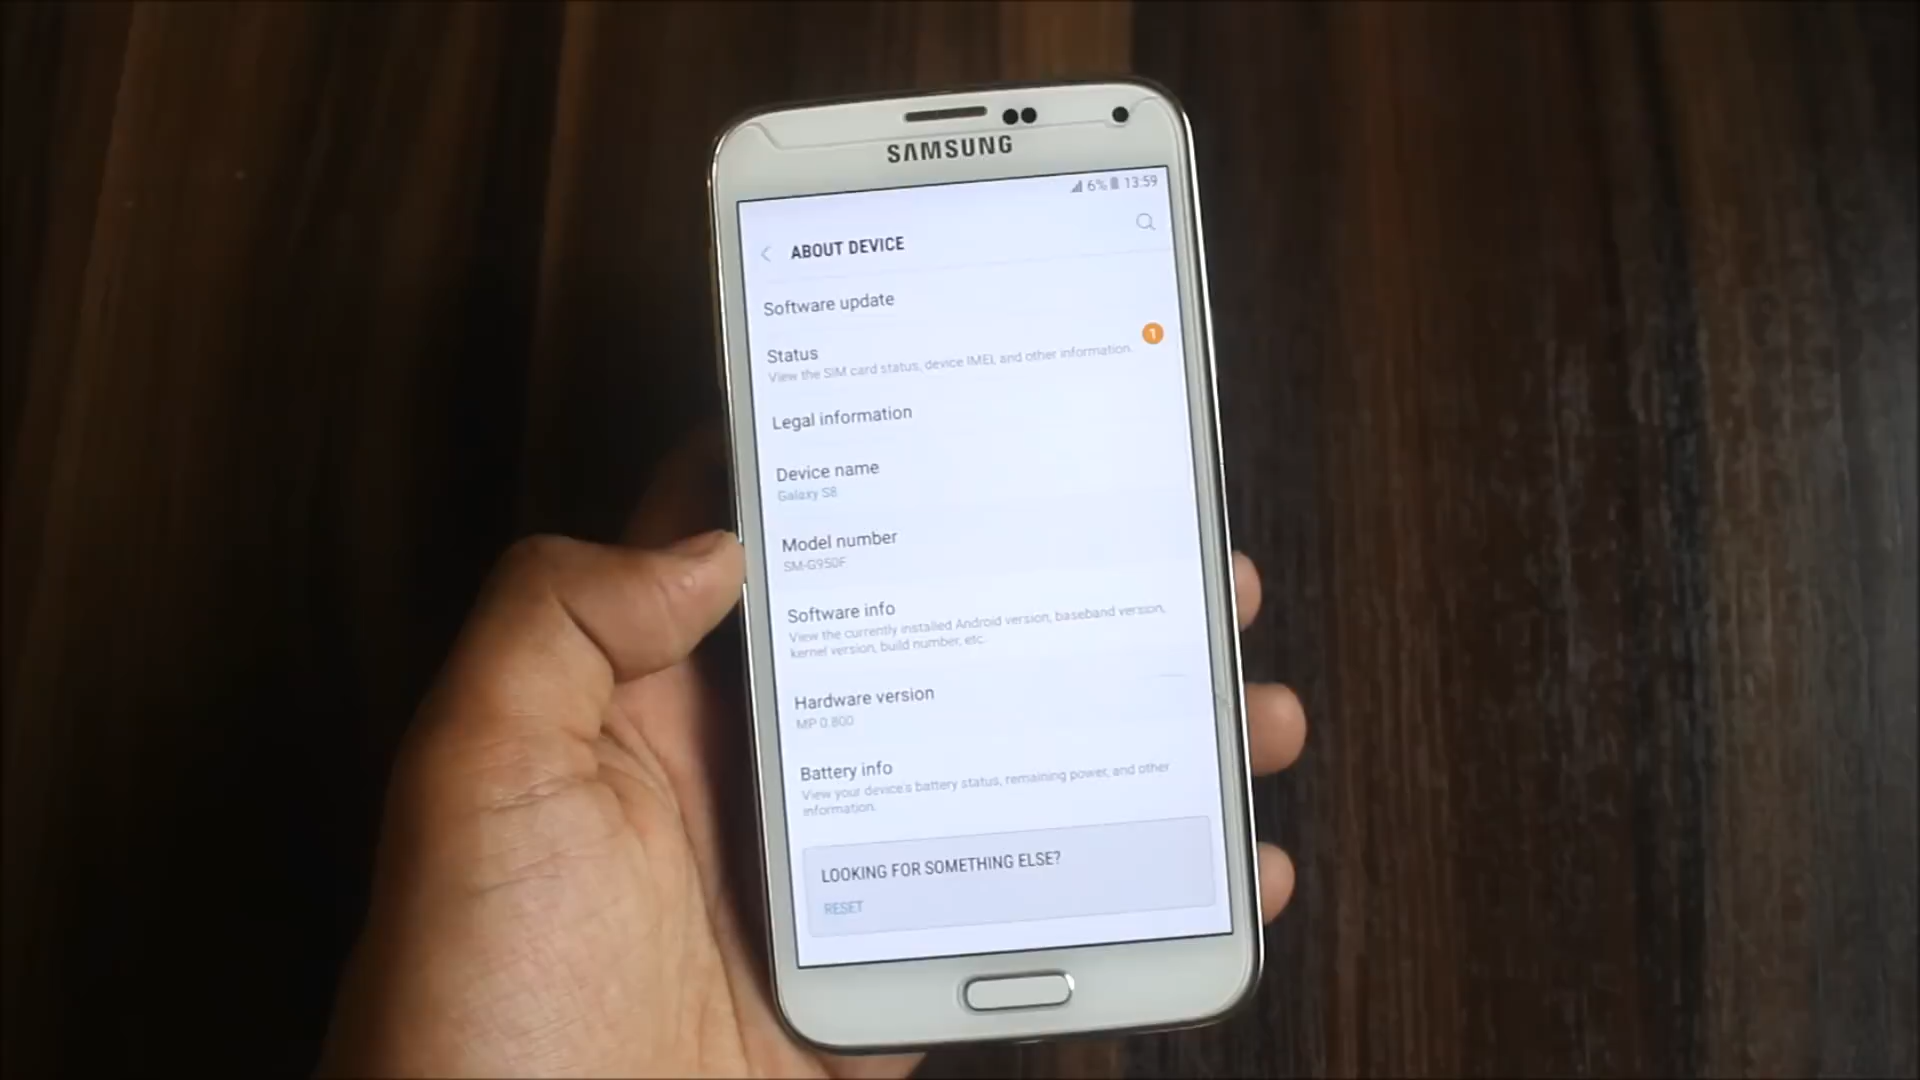 SAMSUNG
6% 13:59
ABOUT DEVICE
Software update
1
Status
View the SIM card status, device IMEI, and other information.
Legal information
Device name
Galaxy S8
Model number
SM-G950F
Software info
View the currently installed Android version, baseband version,
kernel version, build number, etc.
Hardware version
MP 0.800
Battery info
View your device's battery status, remaining power, and other
information.
LOOKING FOR SOMETHING ELSE?
RESET